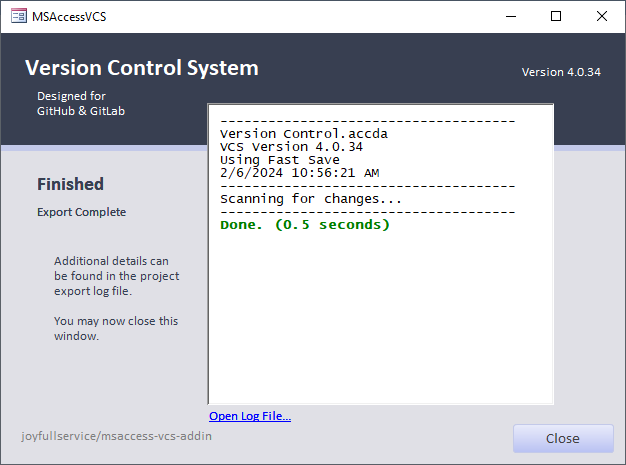 MSAccessVCS
Version Control System
Version 4.0.34
Designed for
GitHub & GitLab
------------------------------------
Version Control.accda
VCS Version 4.0.34
Using Fast Save
2/6/2024 10:56:21 AM
------------------------------------
Scanning for changes...
------------------------------------
Done. (0.5 seconds)
Finished
Export Complete
Additional details can
be found in the project
export log file.
You may now close this
window.
Open Log File...
joyfullservice/msaccess-vcs-addin
Close